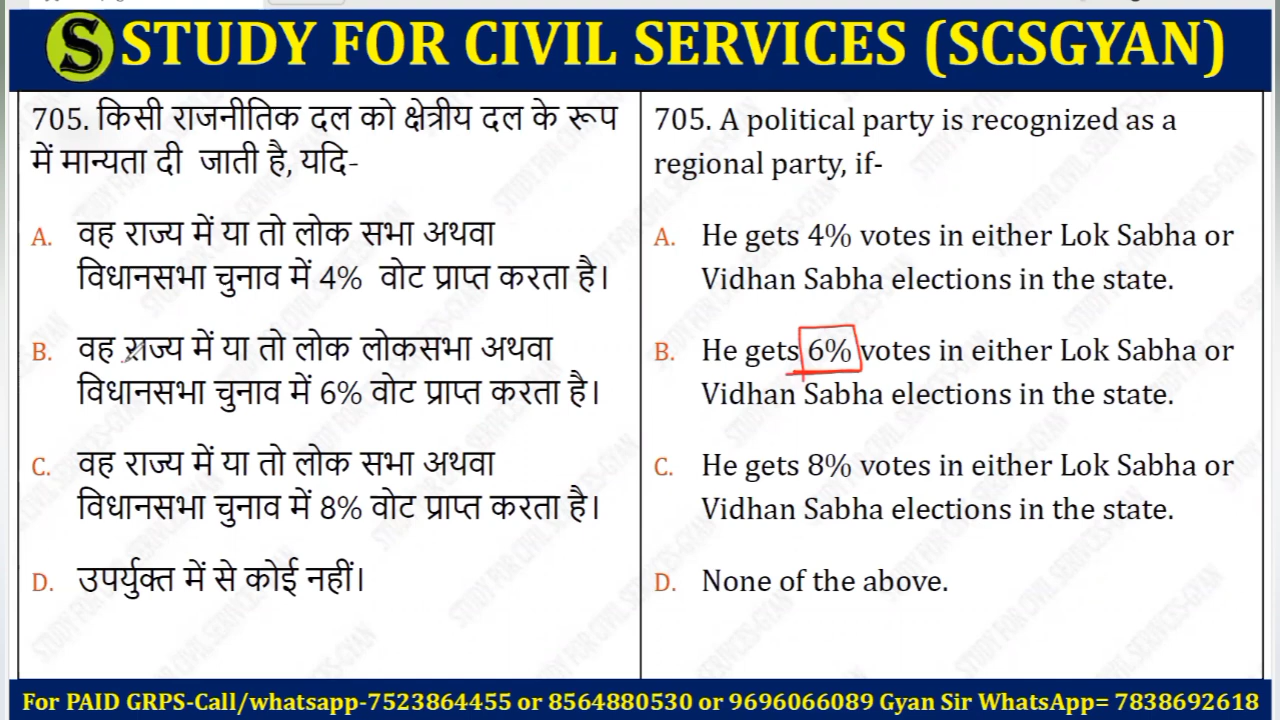 S STUDY FOR CIVIL SERVICES (SCSGYAN)
705. किसी राजनीतिक दल को क्षेत्रीय दल के रूप
में मान्यता दी जाती है, यदि-
A. वह राज्य में या तो लोक सभा अथवा
विधानसभा चुनाव में 4% वोट प्राप्त करता है।
B. वह राज्य में या तो लोक लोकसभा अथवा
विधानसभा चुनाव में 6% वोट प्राप्त करता है।
C. वह राज्य में या तो लोक सभा अथवा
विधानसभा चुनाव में 8% वोट प्राप्त करता है।
D. उपर्युक्त में से कोई नहीं।
705. A political party is recognized as a
regional party, if-
A. He gets 4% votes in either Lok Sabha or
Vidhan Sabha elections in the state.
B. He gets 6% votes in either Lok Sabha or
Vidhan Sabha elections in the state.
C. He gets 8% votes in either Lok Sabha or
Vidhan Sabha elections in the state.
D. None of the above.
For PAID GRPS-Call/whatsapp-7523864455 or 8564880530 or 9696066089 Gyan Sir WhatsApp= 7838692618